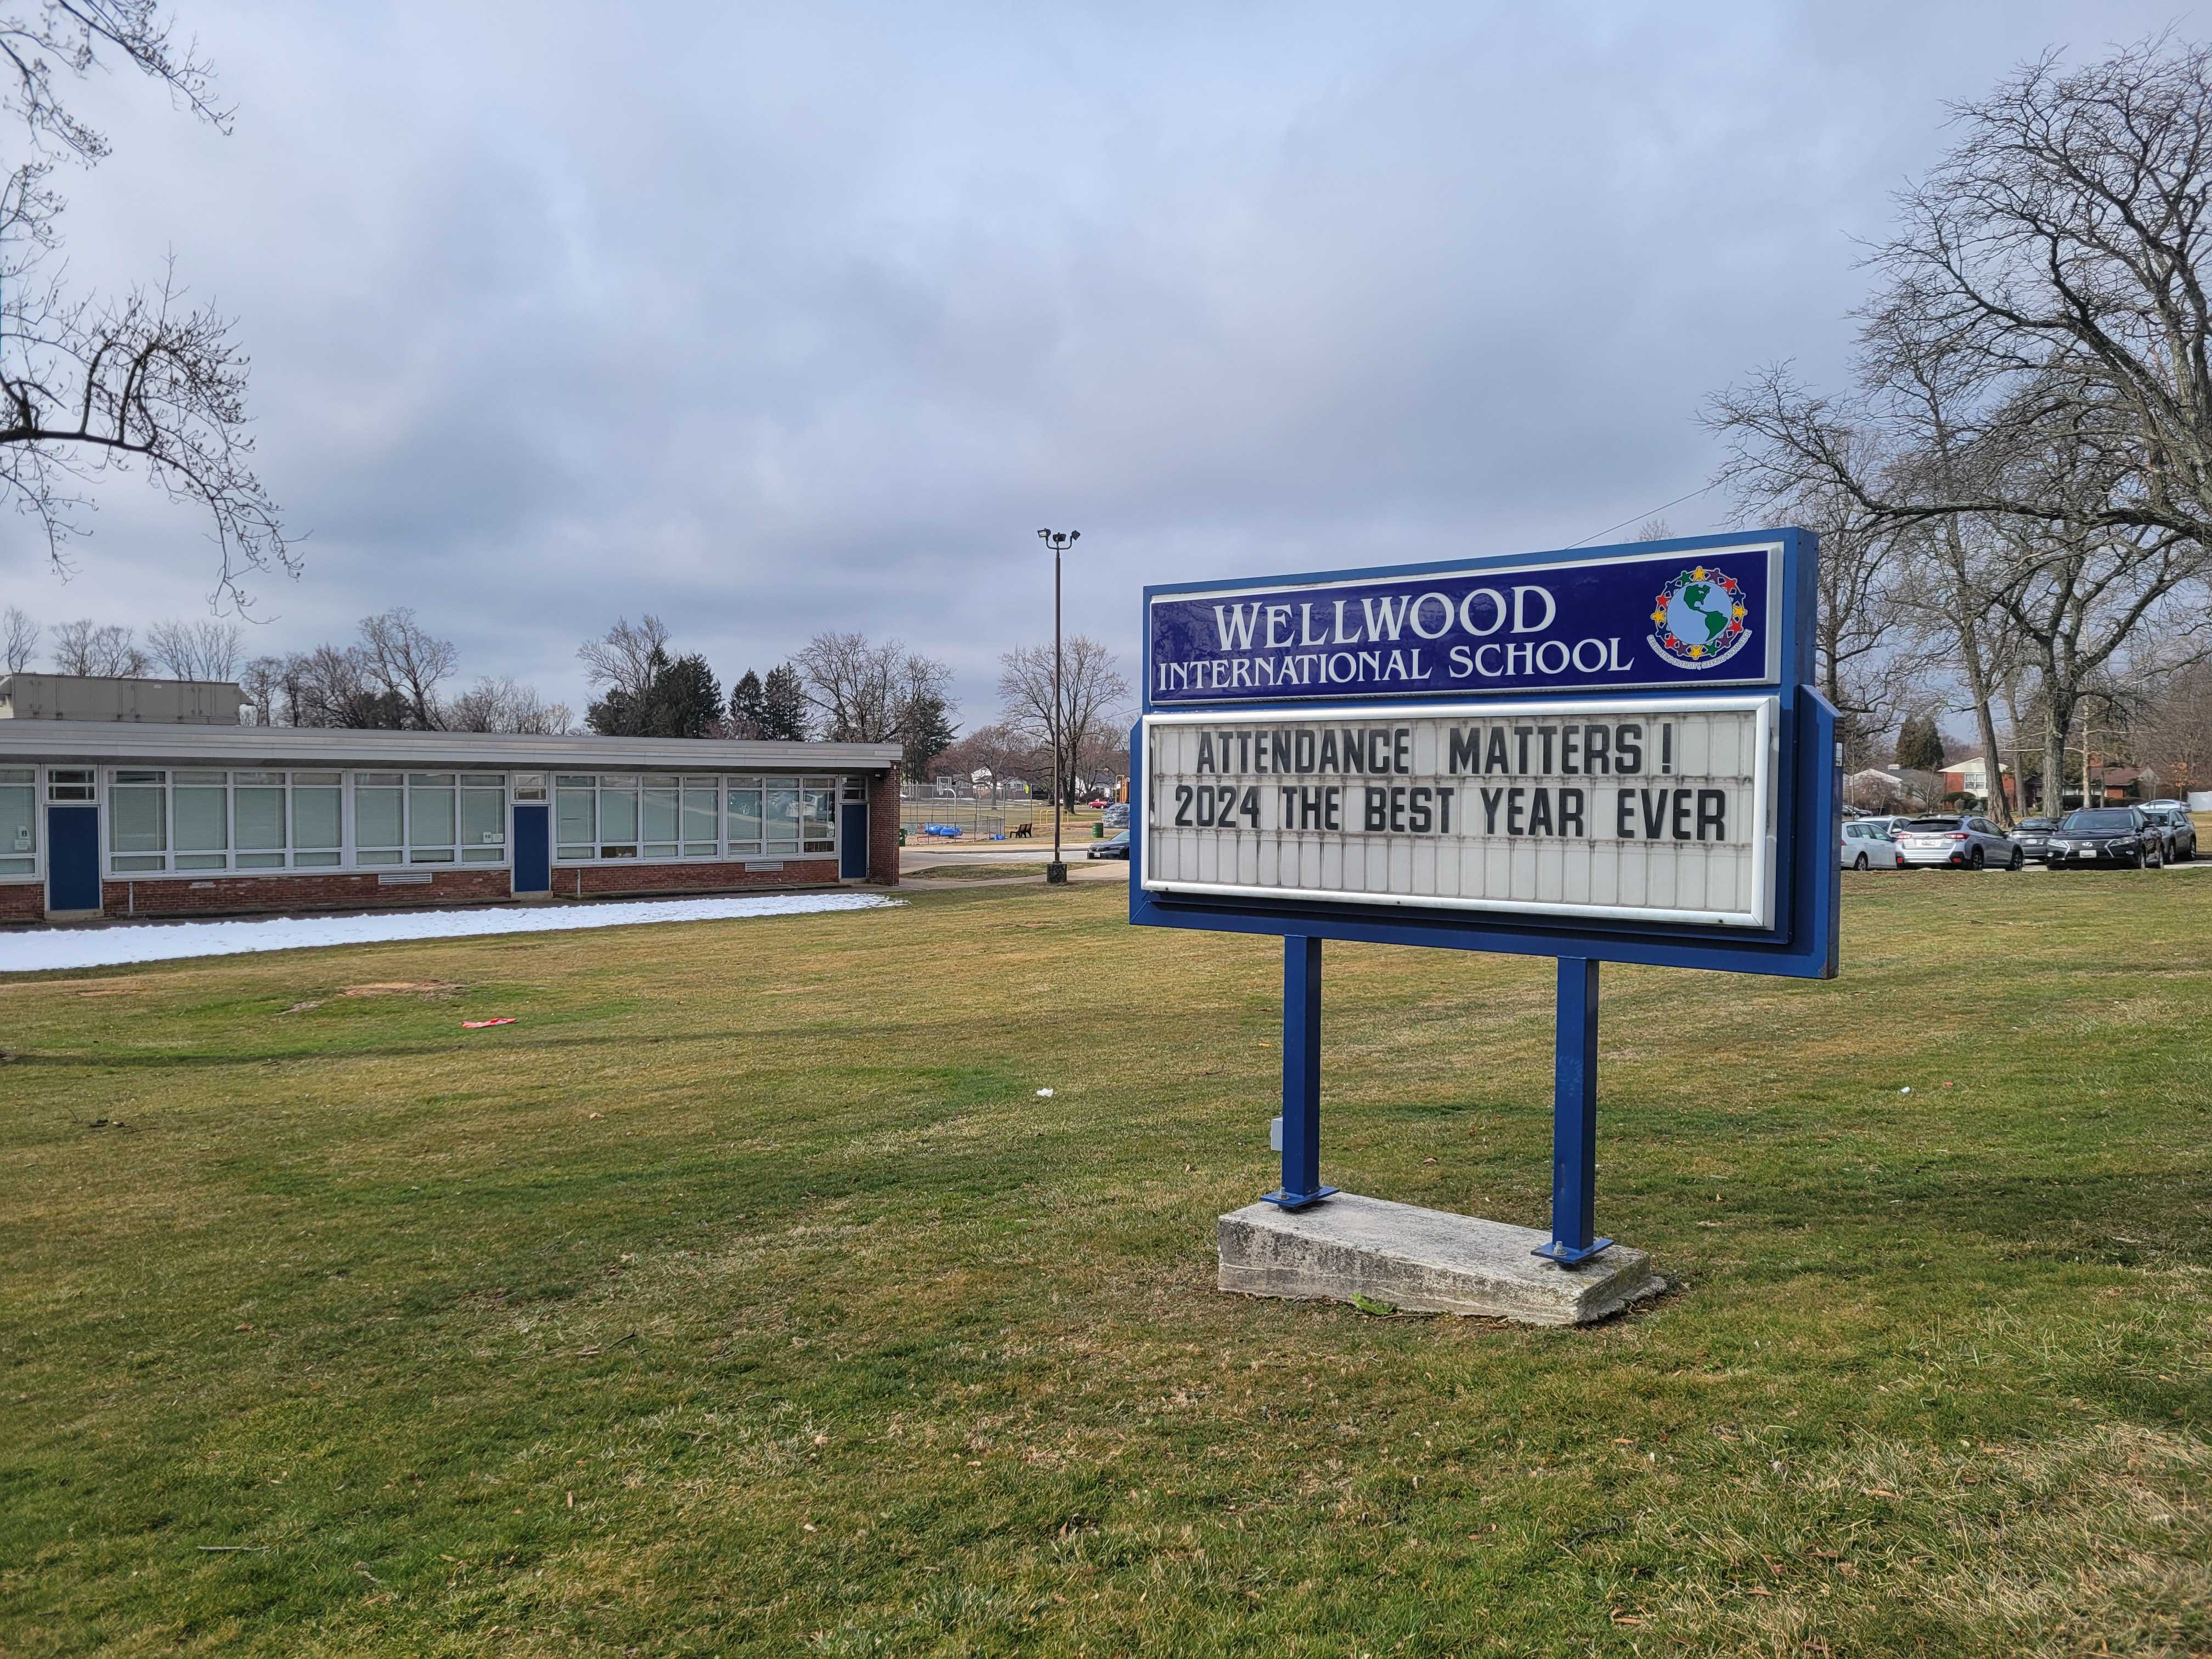 WELLWOOD
INTERNATIONAL SCHOOL
ATTENDANCE MATTERS!
2024 THE BEST YEAR EVER